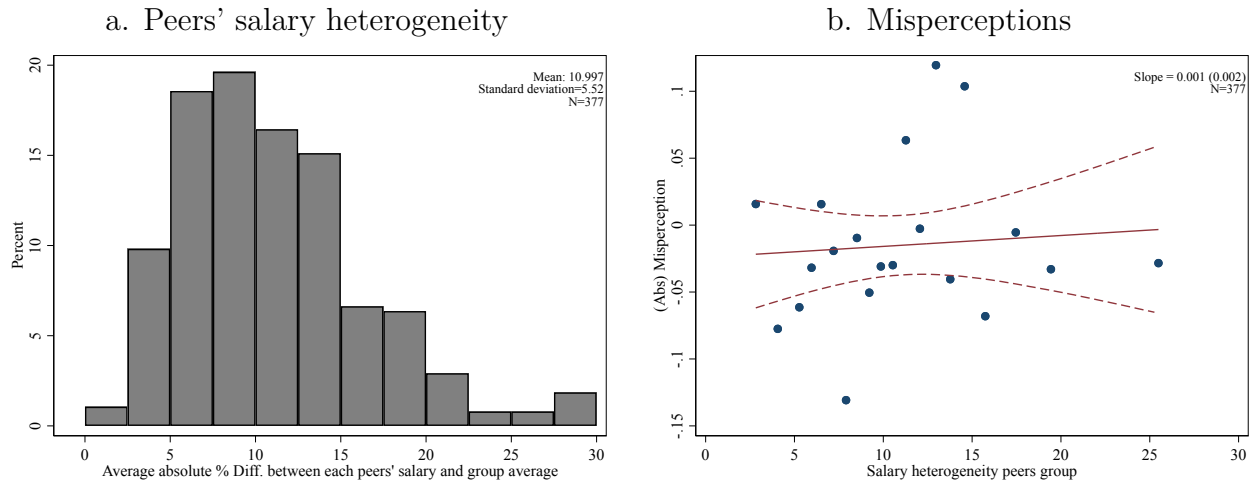 a. Peers' salary heterogeneity
20
15
10
5
0
Percent
Mean: 10.997
Standard deviation=5.52
N=377
0 5 10 15 20 25 30
Average absolute % Diff. between each peers' salary and group average
b. Misperceptions
.1
.05
0
-.05
-.1
-.15
(Abs) Misperception
Slope = 0.001 (0.002)
N=377
0 5 10 15 20 25 30
Salary heterogeneity peers group